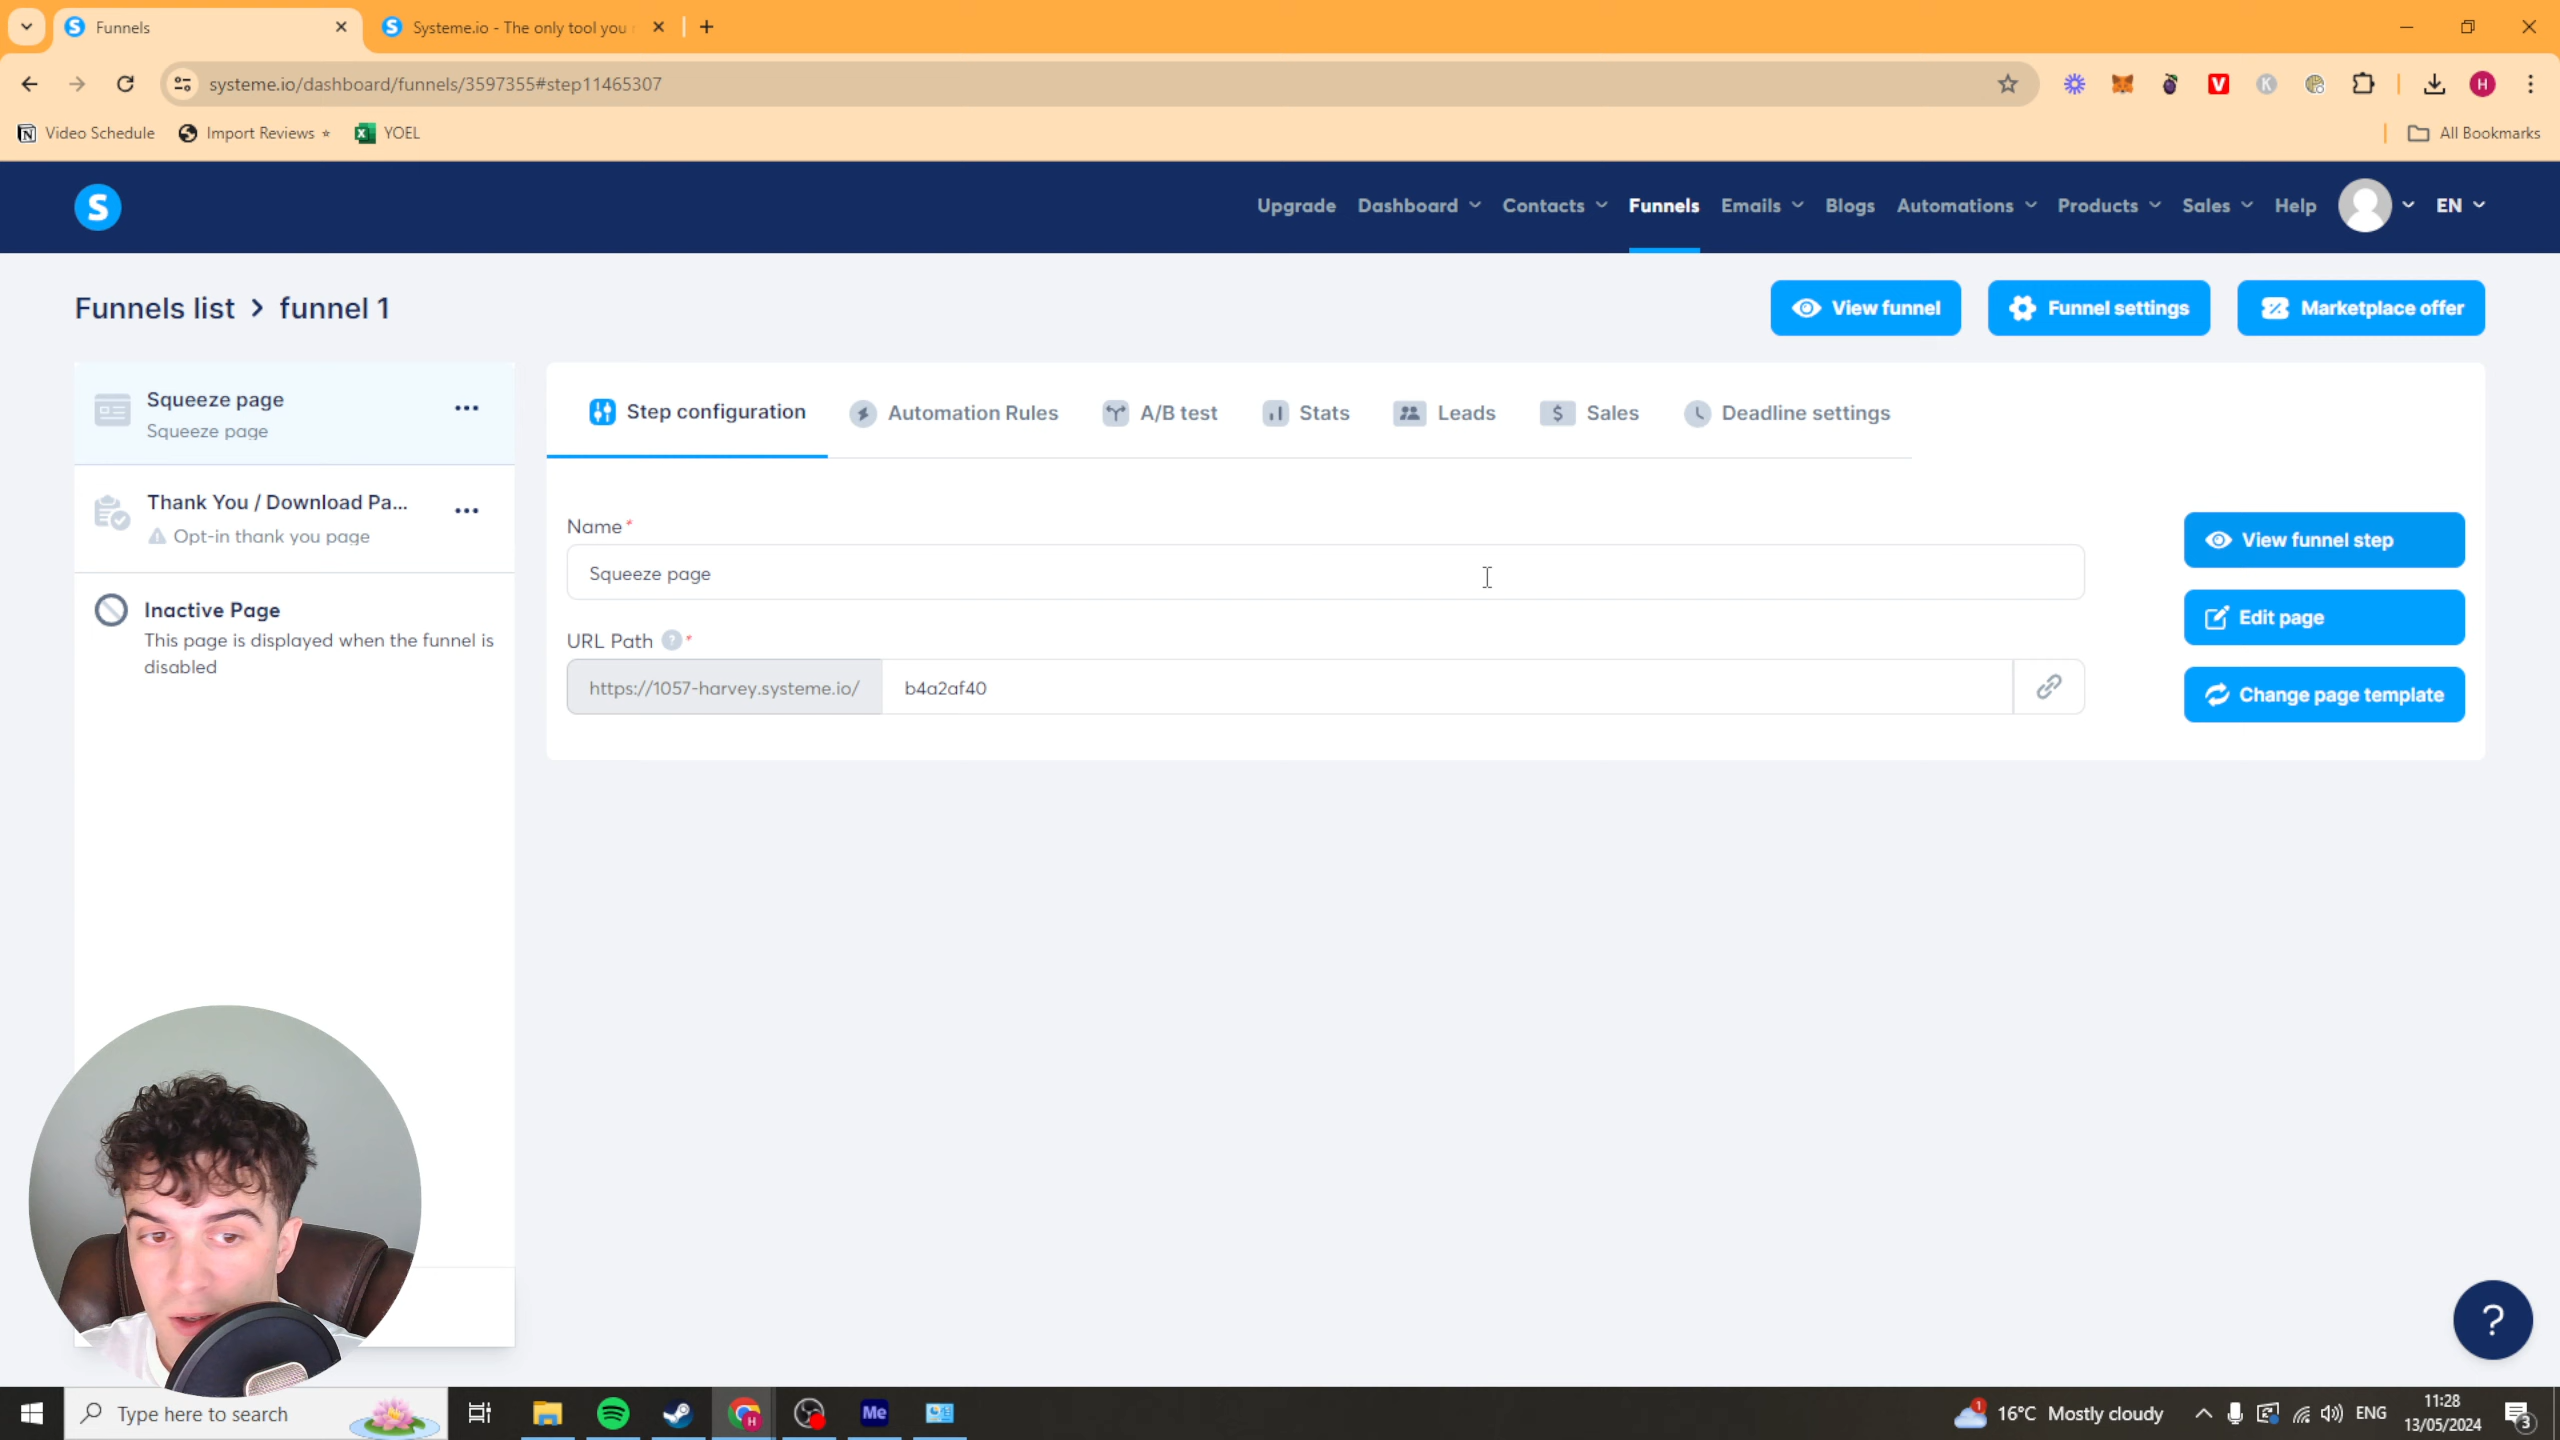 Funnels
Systeme.io - The only tool you
systeme.io/dashboard/funnels/3597355#step11465307
Video Schedule
Import Reviews ⭑
YOEL
All Bookmarks
S
Upgrade
Dashboard
Contacts
Funnels
Emails
Blogs
Automations
Products
Sales
Help
EN
Funnels list > funnel 1
View funnel
Funnel settings
Marketplace offer
Squeeze page
Squeeze page
Thank You / Download Pa...
Opt-in thank you page
Inactive Page
This page is displayed when the funnel is
disabled
Step configuration
Automation Rules
A/B test
Stats
Leads
Sales
Deadline settings
Name*
Squeeze page
URL Path ?*
https://1057-harvey.systeme.io/
b4a2af40
View funnel step
Edit page
Change page template
?
Type here to search
Me
1
16°C Mostly cloudy
ENG
11:28
13/05/2024
3